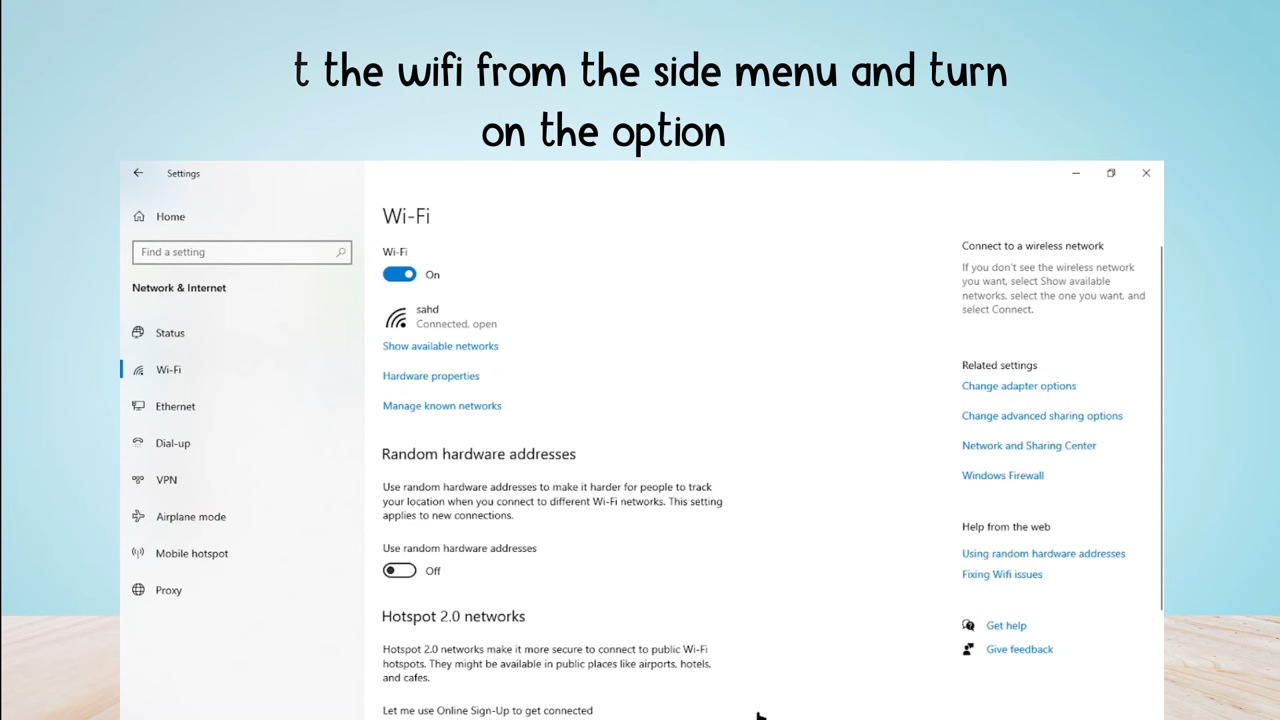 t the wifi from the side menu and turn
on the option
Settings
Home
Find a setting
Network & Internet
Status
Wi-Fi
Ethernet
Dial-up
VPN
Airplane mode
Mobile hotspot
Proxy
Wi-Fi
Wi-Fi
On
sahd
Connected, open
Show available networks
Hardware properties
Manage known networks
Random hardware addresses
Use random hardware addresses to make it harder for people to track
your location when you connect to different Wi-Fi networks. This setting
applies to new connections.
Use random hardware addresses
Off
Hotspot 2.0 networks
Hotspot 2.0 networks make it more secure to connect to public Wi-Fi
hotspots. They might be available in public places like airports, hotels,
and cafes.
Let me use Online Sign-Up to get connected
Connect to a wireless network
If you don't see the wireless network
you want, select Show available
networks, select the one you want, and
select Connect.
Related settings
Change adapter options
Change advanced sharing options
Network and Sharing Center
Windows Firewall
Help from the web
Using random hardware addresses
Fixing Wifi issues
Get help
Give feedback